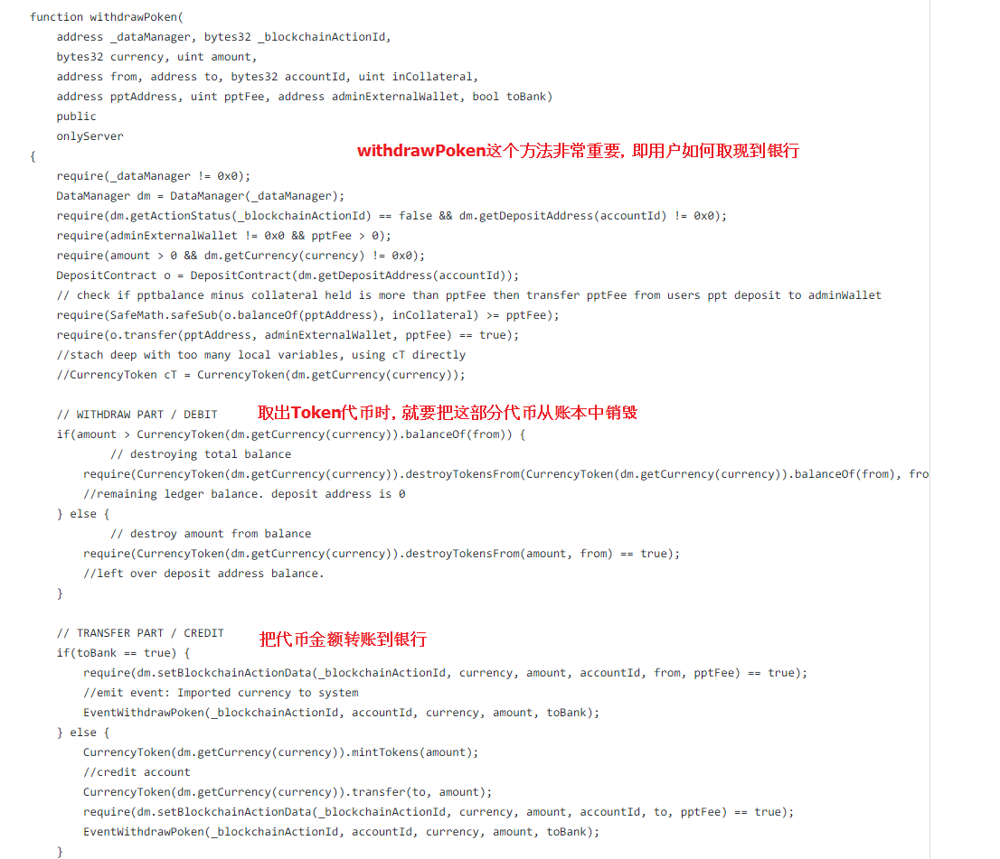 function withdrawPoken(
address _dataManager, bytes32 _blockchainActionId,
bytes32 currency, uint amount,
address from, address to, bytes32 accountId, uint inCollateral,
address pptAddress, uint pptFee, address adminExternalWallet, bool toBank)
public
onlyServer
withdrawPoken这个方法非常重要, 即用户如何取现到银行
{
require(_dataManager != 0x0);
DataManager dm = DataManager(_dataManager);
require(dm.getActionStatus(_blockchainActionId) == false && dm.getDepositAddress(accountId) != 0x0);
require(adminExternalWallet != 0x0 && pptFee > 0);
require(amount > 0 && dm.getCurrency(currency) != 0x0);
DepositContract o = DepositContract(dm.getDepositAddress(accountId));
// check if pptbalance minus collateral held is more than pptFee then transfer pptFee from users ppt deposit to adminWallet
require(SafeMath.safeSub(o.balanceOf(pptAddress), inCollateral) >= pptFee);
require(o.transfer(pptAddress, adminExternalWallet, pptFee) == true);
//stach deep with too many local variables, using cT directly
//CurrencyToken cT = CurrencyToken(dm.getCurrency(currency));
// WITHDRAW PART / DEBIT 取出Token代币时, 就要把这部分代币从账本中销毁
if(amount > CurrencyToken(dm.getCurrency(currency)).balanceOf(from)) {
// destroying total balance
require(CurrencyToken(dm.getCurrency(currency)).destroyTokensFrom(CurrencyToken(dm.getCurrency(currency)).balanceOf(from), fro
//remaining ledger balance. deposit address is 0
} else {
// destroy amount from balance
require(CurrencyToken(dm.getCurrency(currency)).destroyTokensFrom(amount, from) == true);
//left over deposit address balance.
}
// TRANSFER PART / CREDIT 把代币金额转账到银行
if(toBank == true) {
require(dm.setBlockchainActionData(_blockchainActionId, currency, amount, accountId, from, pptFee) == true);
//emit event: Imported currency to system
EventWithdrawPoken(_blockchainActionId, accountId, currency, amount, toBank);
} else {
CurrencyToken(dm.getCurrency(currency)).mintTokens(amount);
//credit account
CurrencyToken(dm.getCurrency(currency)).transfer(to, amount);
require(dm.setBlockchainActionData(_blockchainActionId, currency, amount, accountId, to, pptFee) == true);
EventWithdrawPoken(_blockchainActionId, accountId, currency, amount, toBank);
}